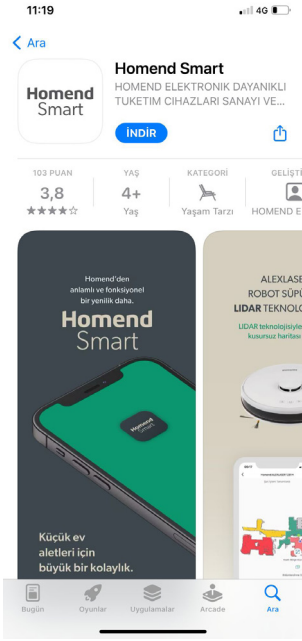 11:19
4G
Ara
Homend
Smart
Homend Smart
HOMEND ELEKTRONIK DAYANIKLI
TUKETIM CIHAZLARI SANAYI VE...
İNDİR
103 PUAN
YAŞ
KATEGORİ
GELİŞTİ
3,8
4+
★★★★☆
Yaş
Yaşam Tarzı
HOMEND E
Homend'den
anlamlı ve fonksiyonel
bir yenilik daha.
Homend
Smart
Homend
Smart
Küçük ev
aletleri için
büyük bir kolaylık.
ALEXLASE
ROBOT SÜPÜ
LIDAR TEKNOLO
LIDAR teknolojisiyle
kusursuz haritası
Bugün
Oyunlar
Uygulamalar
Arcade
Ara